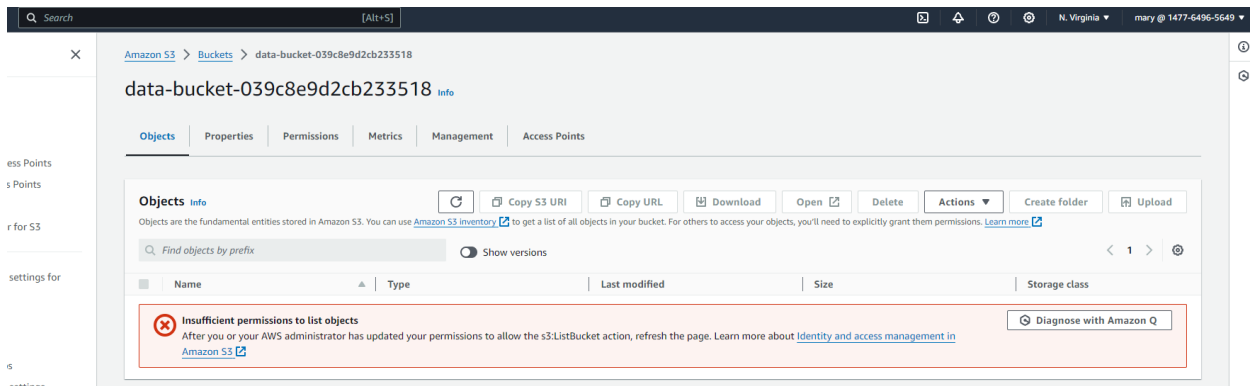 Search [Alt+S] N. Virginia ▼ mary @ 1477-6496-5649 ▼
Amazon S3 > Buckets > data-bucket-039c8e9d2cb233518
data-bucket-039c8e9d2cb233518 Info
Objects Properties Permissions Metrics Management Access Points
ess Points
s Points
r for S3
settings for
Objects Info Copy S3 URI Copy URL Download Open Delete Actions ▼ Create folder Upload
Objects are the fundamental entities stored in Amazon S3. You can use Amazon S3 inventory to get a list of all objects in your bucket. For others to access your objects, you'll need to explicitly grant them permissions. Learn more
Find objects by prefix Show versions < 1 >
Name Type Last modified Size Storage class
Insufficient permissions to list objects Diagnose with Amazon Q
After you or your AWS administrator has updated your permissions to allow the s3:ListBucket action, refresh the page. Learn more about Identity and access management in
Amazon S3